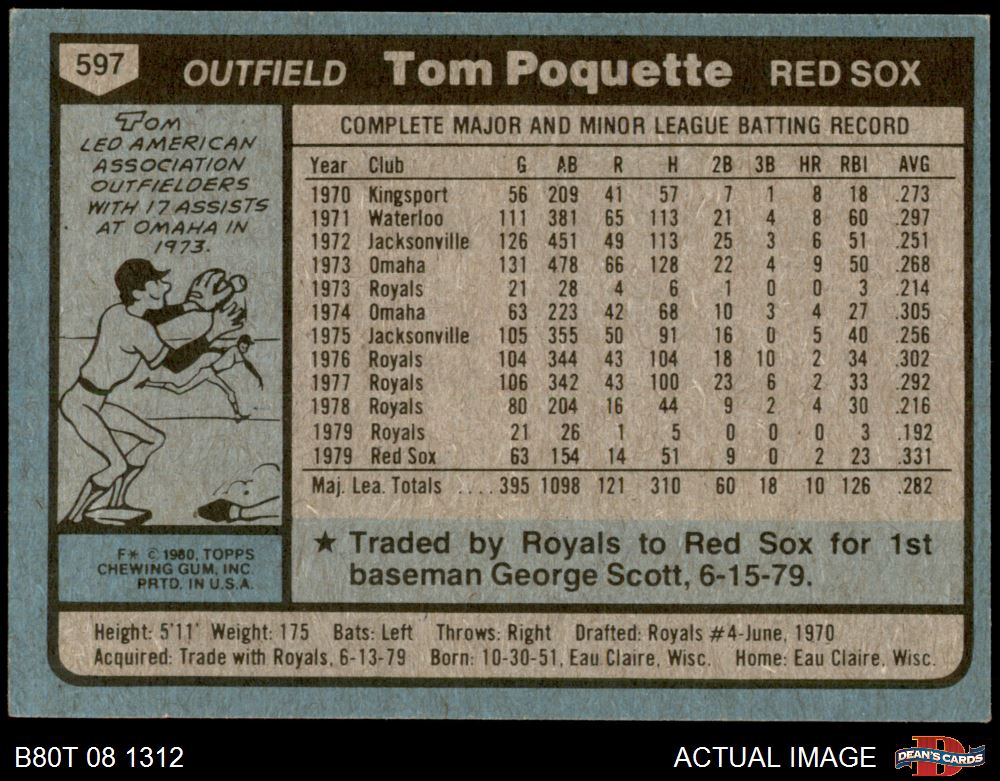 597 OUTFIELD Tom Poquette RED SOX
TOM
LED AMERICAN
ASSOCIATION
OUTFIELDERS
WITH 17 ASSISTS
AT OMAHA IN
1973.
F* © 1980, TOPPS
CHEWING GUM, INC.
PRTD. IN U.S.A.
COMPLETE MAJOR AND MINOR LEAGUE BATTING RECORD
Year Club G AB R H 2B 3B HR RBI AVG
1970 Kingsport 56 209 41 57 7 1 8 18 .273
1971 Waterloo 111 381 65 113 21 4 8 60 .297
1972 Jacksonville 126 451 49 113 25 3 6 51 .251
1973 Omaha 131 478 66 128 22 4 9 50 .268
1973 Royals 21 28 4 6 1 0 0 3 .214
1974 Omaha 63 223 42 68 10 3 4 27 .305
1975 Jacksonville 105 355 50 91 16 0 5 40 .256
1976 Royals 104 344 43 104 18 10 2 34 .302
1977 Royals 106 342 43 100 23 6 2 33 .292
1978 Royals 80 204 16 44 9 2 4 30 .216
1979 Royals 21 26 1 5 0 0 0 3 .192
1979 Red Sox 63 154 14 51 9 0 2 23 .331
Maj. Lea. Totals .... 395 1098 121 310 60 18 10 126 .282
★ Traded by Royals to Red Sox for 1st
baseman George Scott, 6-15-79.
Height: 5'11' Weight: 175 Bats: Left Throws: Right Drafted: Royals #4-June, 1970
Acquired: Trade with Royals, 6-13-79 Born: 10-30-51, Eau Claire, Wisc. Home: Eau Claire, Wisc.
B80T 08 1312 ACTUAL IMAGE D DEAN'S CARDS